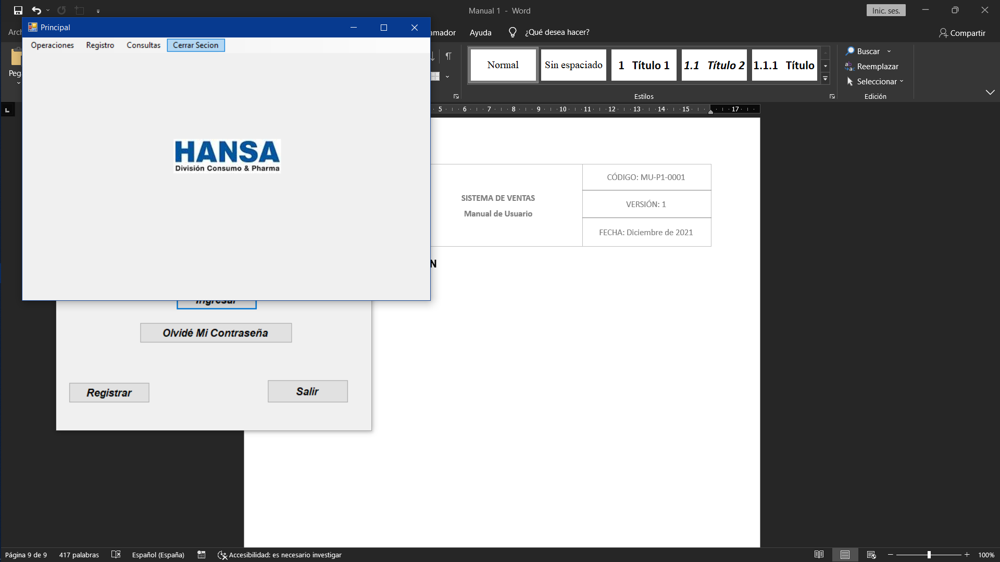 Manual 1 - Word
Inic. ses.
Principal
Arch
amador
Ayuda
¿Qué desea hacer?
Compartir
Operaciones
Registro
Consultas
Cerrar Secion
Peg
Normal
Sin espaciado
1 Título 1
1.1 Título 2
1.1.1 Título
Buscar
Reemplazar
Seleccionar
Estilos
Edición
5 6 7 8 9 10 11 12 13 14 15 17
HANSA
División Consumo & Pharma
SISTEMA DE VENTAS
Manual de Usuario
CÓDIGO: MU-P1-0001
VERSIÓN: 1
FECHA: Diciembre de 2021
N
Ingresar
Olvidé Mi Contraseña
Registrar
Salir
Página 9 de 9
417 palabras
Español (España)
Accesibilidad: es necesario investigar
100%